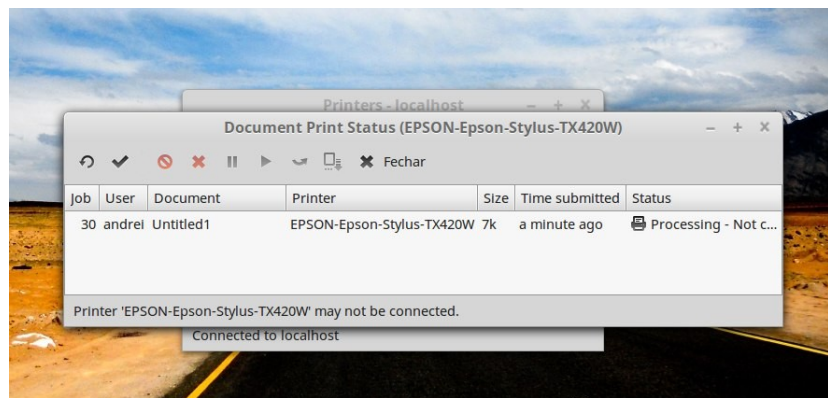 Printers - localhost
Document Print Status (EPSON-Epson-Stylus-TX420W)
Fechar
Job User Document Printer Size Time submitted Status
30 andrei Untitled1 EPSON-Epson-Stylus-TX420W 7k a minute ago Processing - Not c...
Printer 'EPSON-Epson-Stylus-TX420W' may not be connected.
Connected to localhost